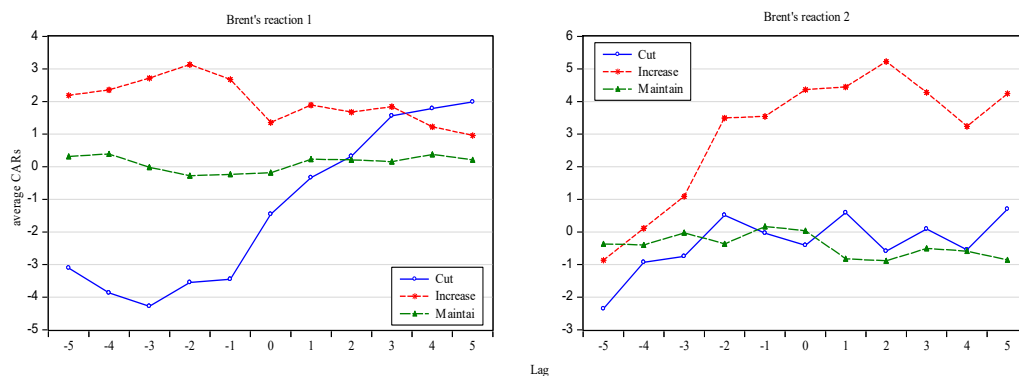 Brent's reaction 1
average CARs
4
3
2
1
0
-1
-2
-3
-4
-5
Cut
Increase
Maintai
-5 -4 -3 -2 -1 0 1 2 3 4 5
Brent's reaction 2
6
5
4
3
2
1
0
-1
-2
-3
Cut
Increase
Maintain
-5 -4 -3 -2 -1 0 1 2 3 4 5
Lag